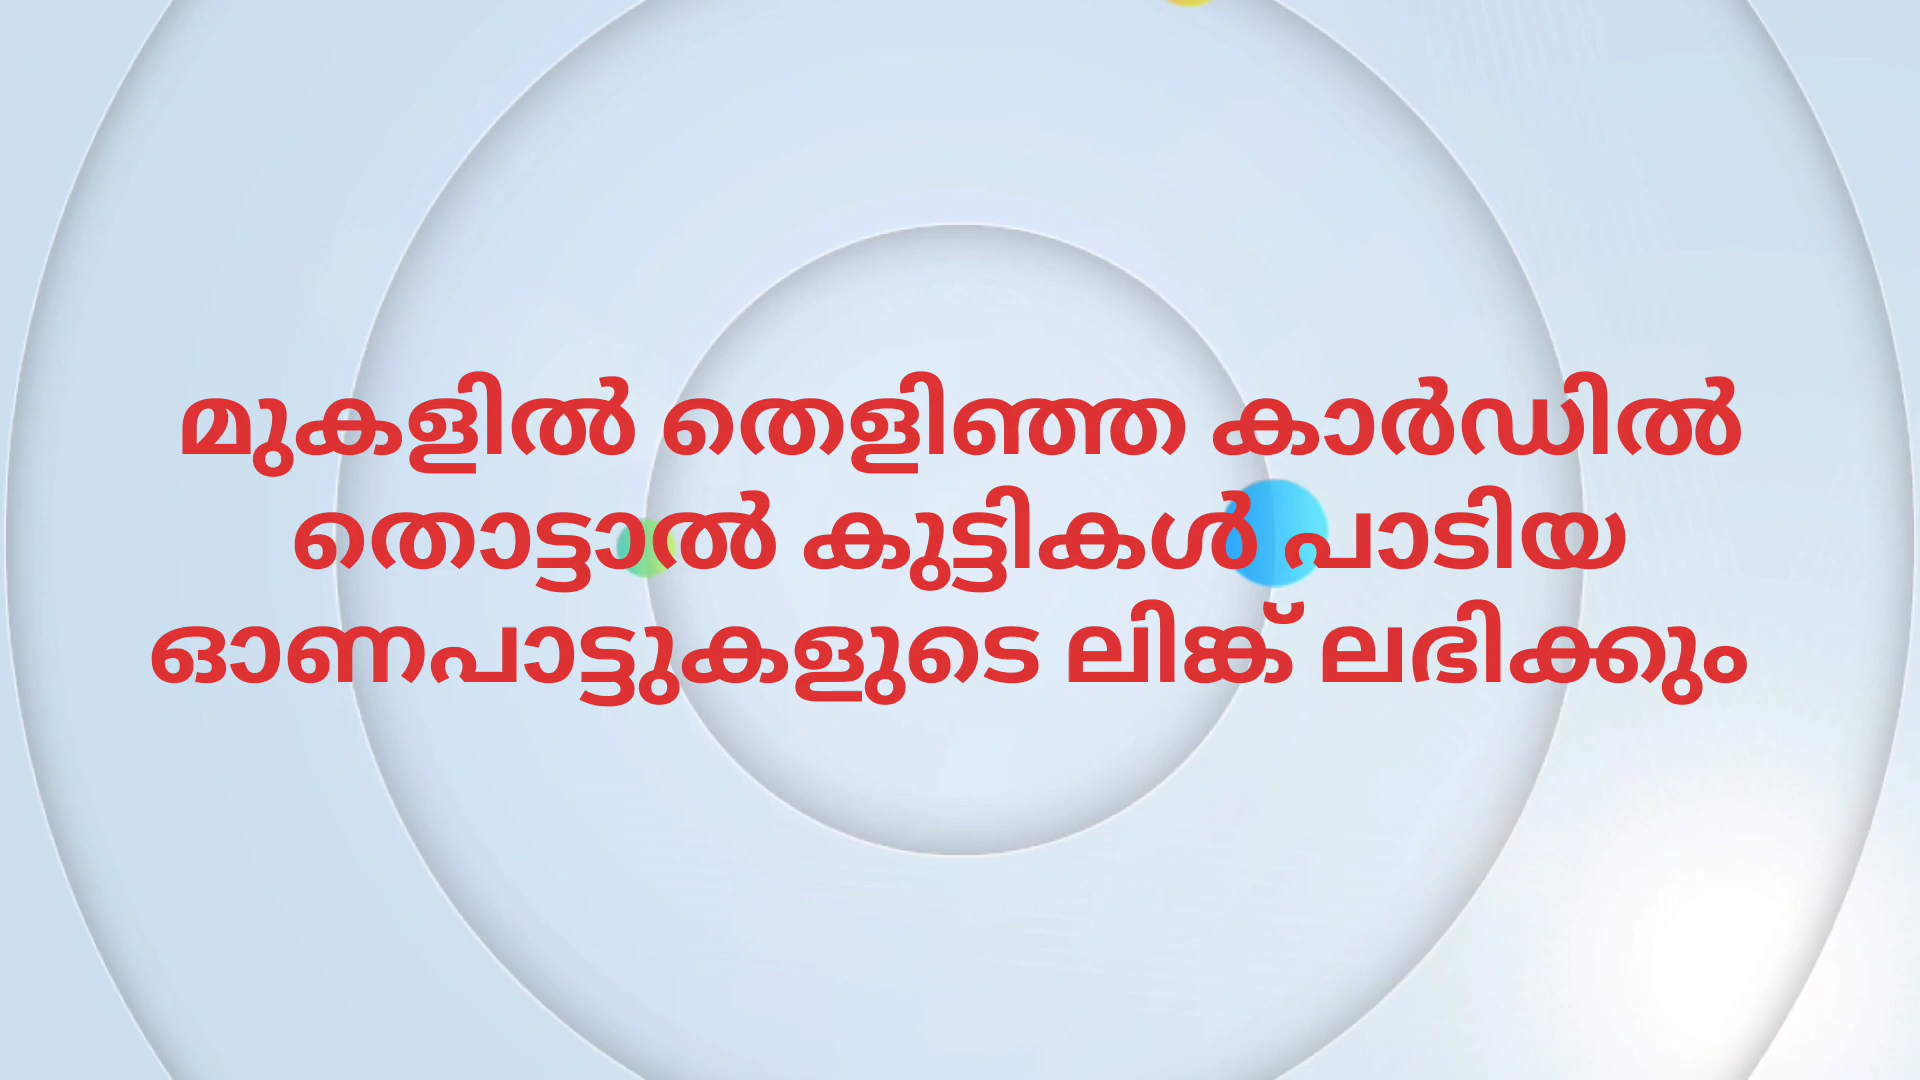 മുകളിൽ തെളിഞ്ഞ കാർഡിൽ
തൊട്ടാൽ കുട്ടികൾ പാടിയ
ഓണപാട്ടുകളുടെ ലിങ്ക് ലഭിക്കും